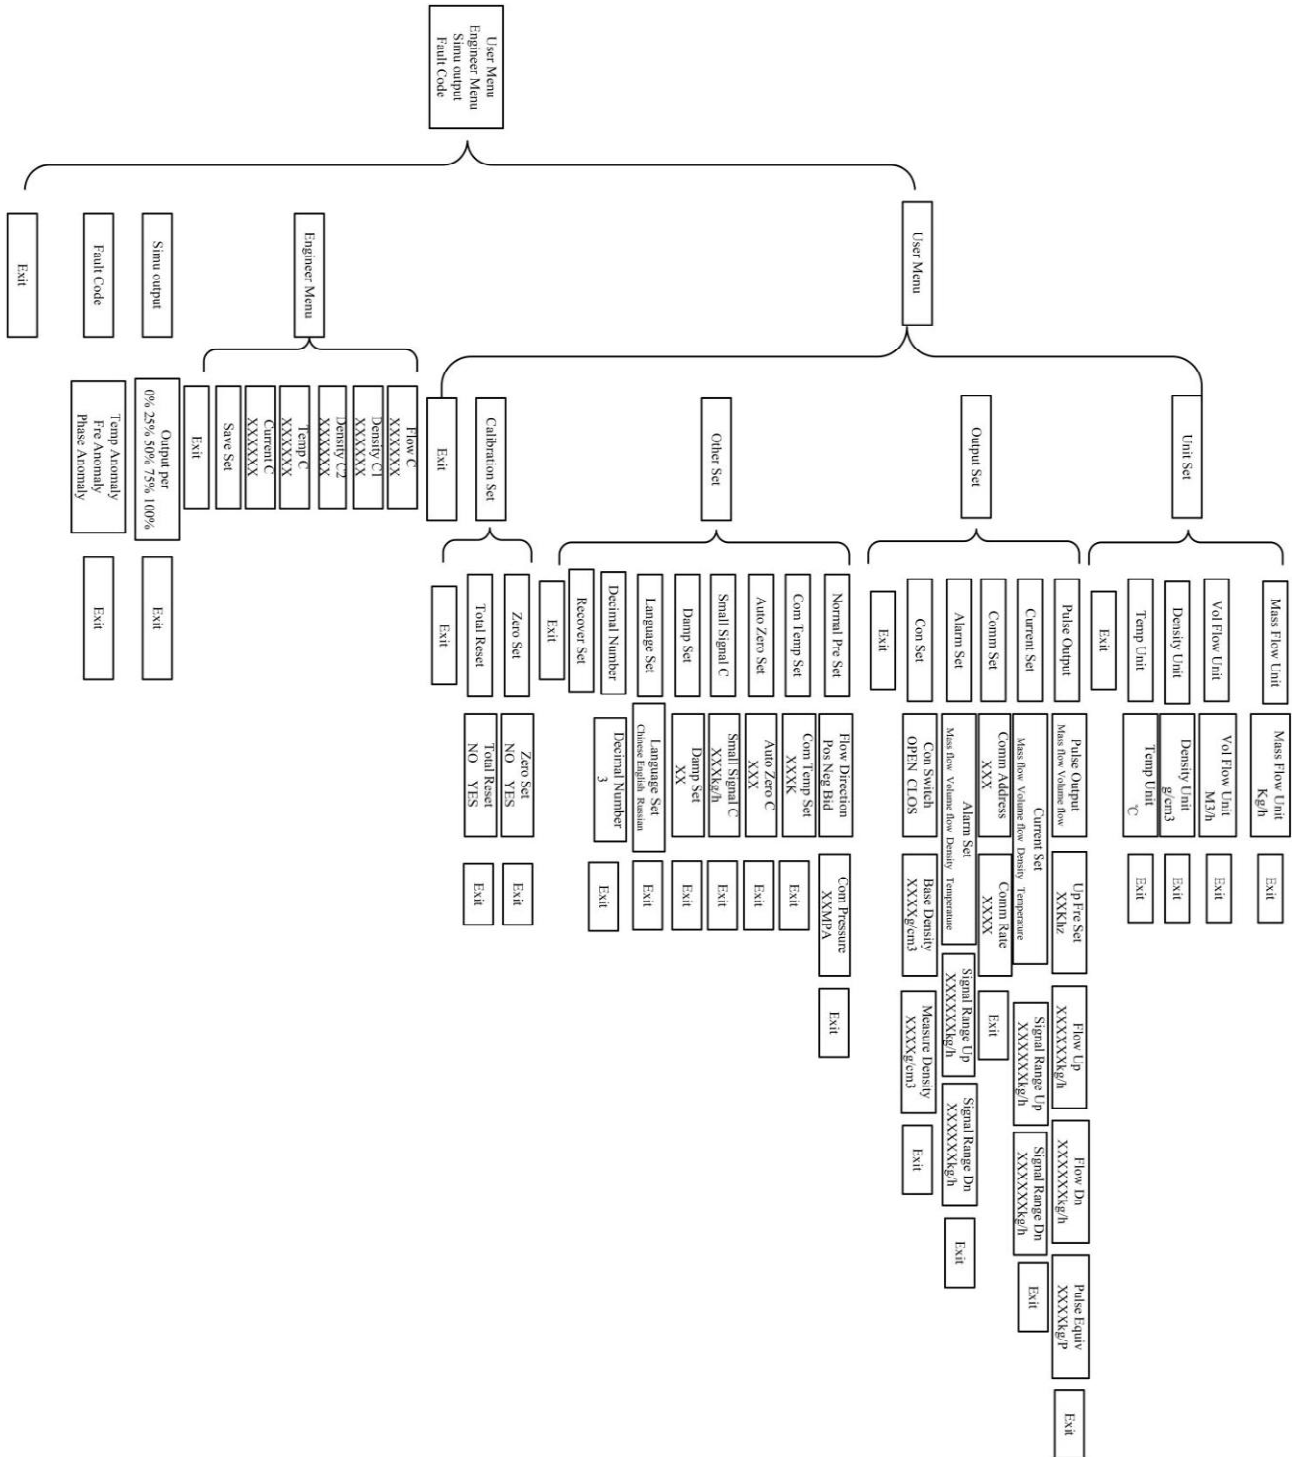 User Menu
Engineer Menu
Simu output
Fault Code
User Menu
Unit Set
Mass Flow Unit
Mass Flow Unit
Kg/h
Exit
Vol Flow Unit
Vol Flow Unit
M3/h
Exit
Density Unit
Density Unit
g/cm3
Exit
Temp Unit
Temp Unit
℃
Exit
Exit
Output Set
Pulse Output
Pulse Output
Mass flow Volume flow
Up Fre Set
XXKhz
Flow Up
XXXXXXXkg/h
Flow Dn
XXXXXXXkg/h
Pulse Equiv
XXXXkg/P
Exit
Current Set
Current Set
Mass flow Volume flow Density Temperature
Signal Range Up
XXXXXXkg/h
Signal Range Dn
XXXXXXkg/h
Exit
Comm Set
Comm Address
XXX
Comm Rate
XXXX
Exit
Alarm Set
Alarm Set
Mass flow Volume flow Density Temperature
Signal Range Up
XXXXXXXkg/h
Signal Range Dn
XXXXXXkg/h
Exit
Con Set
Con Switch
OPEN CLOS
Base Density
XXXXg/cm3
Measure Density
XXXXg/cm3
Exit
Exit
Other Set
Normal Pre Set
Flow Direction
Pos Neg Bid
Com Pressure
XXMPA
Exit
Com Temp Set
Com Temp Set
XXXK
Exit
Auto Zero Set
Auto Zero C
XXX
Exit
Small Signal C
Small Signal C
XXXkg/h
Exit
Damp Set
Damp Set
XX
Exit
Language Set
Language Set
Chinese English Russian
Exit
Decimal Number
Decimal Number
3
Exit
Recover Set
Exit
Calibration Set
Zero Set
Zero Set
NO YES
Exit
Total Reset
Total Reset
NO YES
Exit
Exit
Exit
Engineer Menu
Flow C
XXXXXX
Density C1
XXXXXX
Density C2
XXXXXX
Temp C
XXXXXX
Current C
XXXXXX
Save Set
Exit
Simu output
Output per
0% 25% 50% 75% 100%
Exit
Fault Code
Temp Anomaly
Fre Anomaly
Phase Anomaly
Exit
Exit